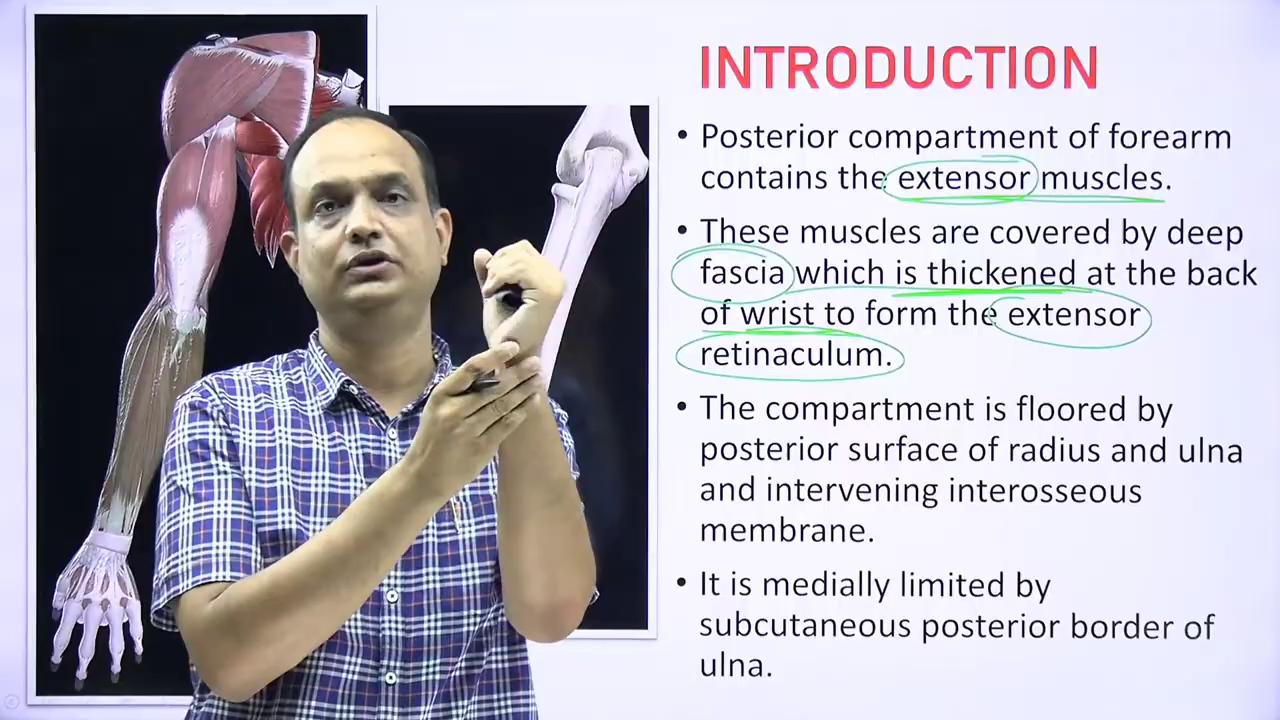 INTRODUCTION
• Posterior compartment of forearm
contains the extensor muscles.
• These muscles are covered by deep
fascia which is thickened at the back
of wrist to form the extensor
retinaculum.
• The compartment is floored by
posterior surface of radius and ulna
and intervening interosseous
membrane.
• It is medially limited by
subcutaneous posterior border of
ulna.